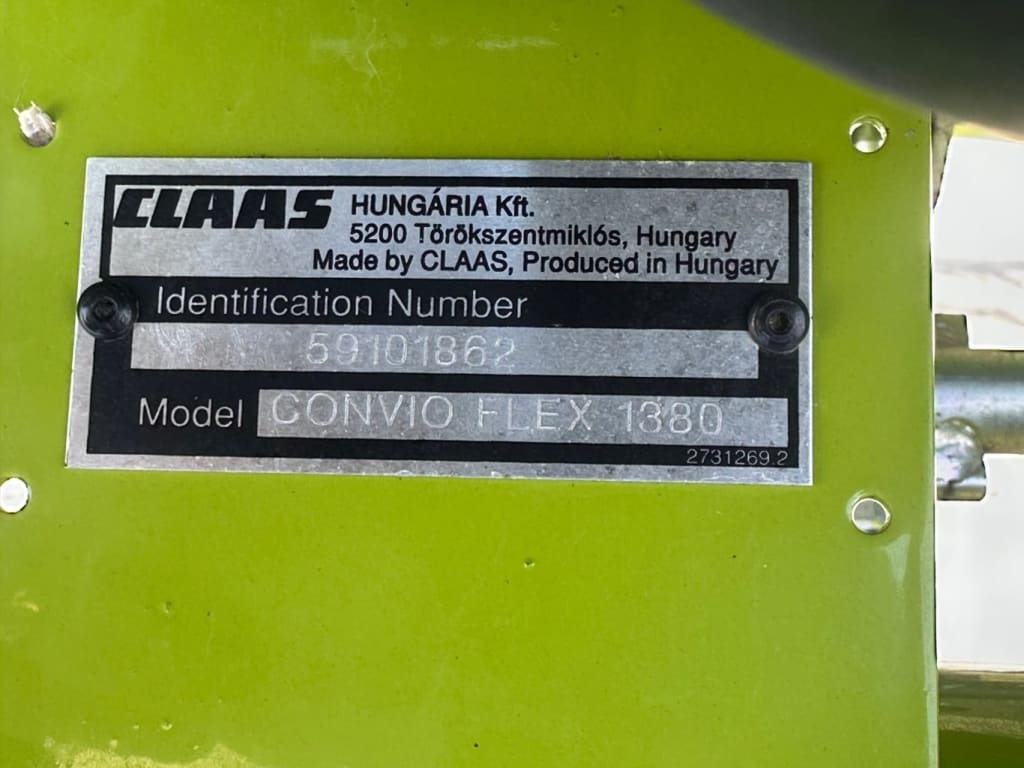 CLAAS HUNGÁRIA Kft.
5200 Törökszentmiklós, Hungary
Made by CLAAS, Produced in Hungary
Identification Number
59101862
Model CONVIO FLEX 1380
2731269.2